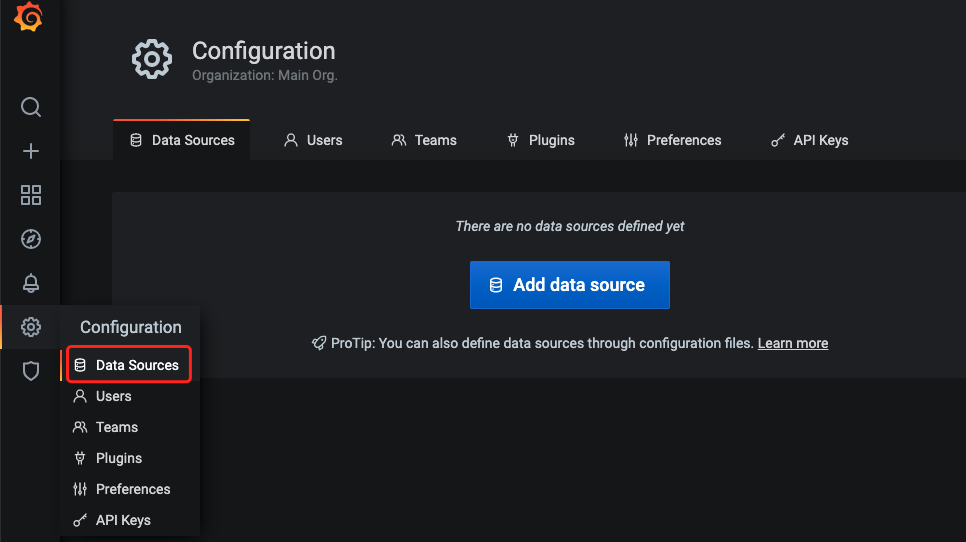 Configuration
Organization: Main Org.
Data Sources
Users
Teams
Plugins
Preferences
API Keys
There are no data sources defined yet
Add data source
ProTip: You can also define data sources through configuration files. Learn more
Configuration
Data Sources
Users
Teams
Plugins
Preferences
API Keys